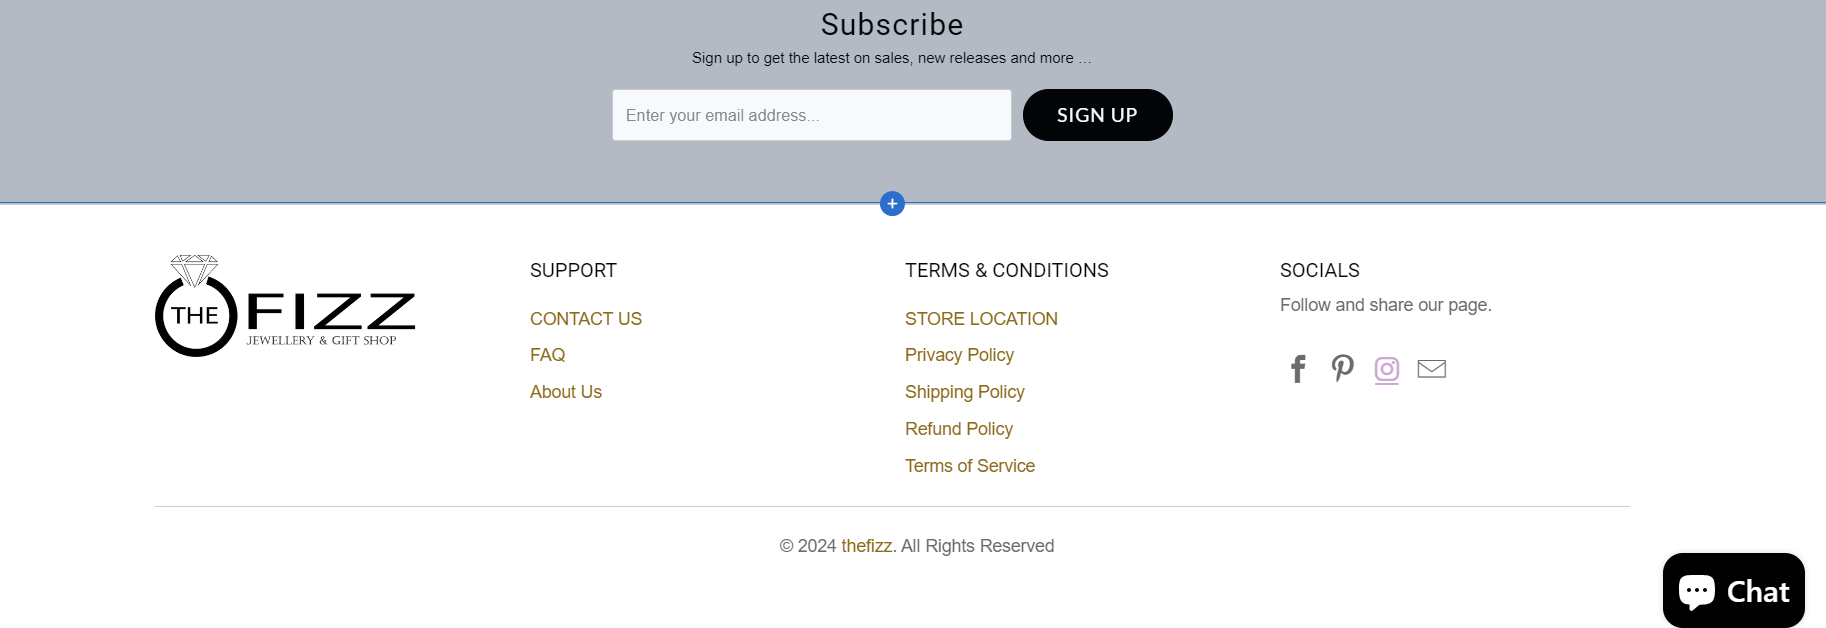 Subscribe
Sign up to get the latest on sales, new releases and more …
Enter your email address...
SIGN UP
THE FIZZ
JEWELLERY & GIFT SHOP
SUPPORT
CONTACT US
FAQ
About Us
TERMS & CONDITIONS
STORE LOCATION
Privacy Policy
Shipping Policy
Refund Policy
Terms of Service
SOCIALS
Follow and share our page.
© 2024 thefizz. All Rights Reserved
Chat